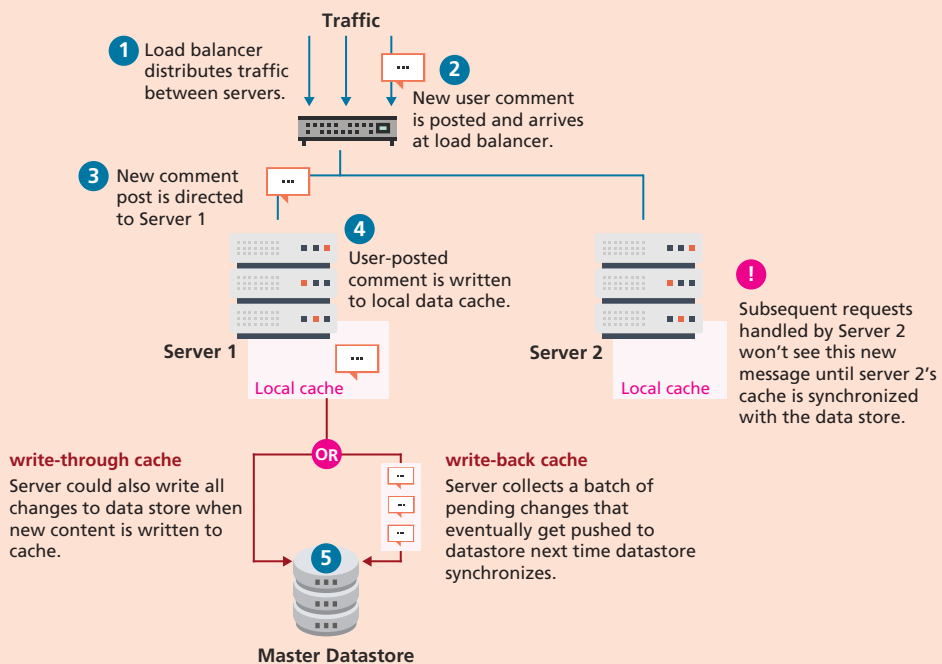 Traffic
1
Load balancer
distributes traffic
between servers.
2
New user comment
is posted and arrives
at load balancer.
3
New comment
post is directed
to Server 1
4
User-posted
comment is written
to local data cache.
!
Subsequent requests
handled by Server 2
won’t see this new
message until server 2’s
cache is synchronized
with the data store.
Server 1
Local cache
Server 2
Local cache
OR
write-through cache
Server could also write all
changes to data store when
new content is written to
cache.
write-back cache
Server collects a batch of
pending changes that
eventually get pushed to
datastore next time datastore
synchronizes.
5
Master Datastore